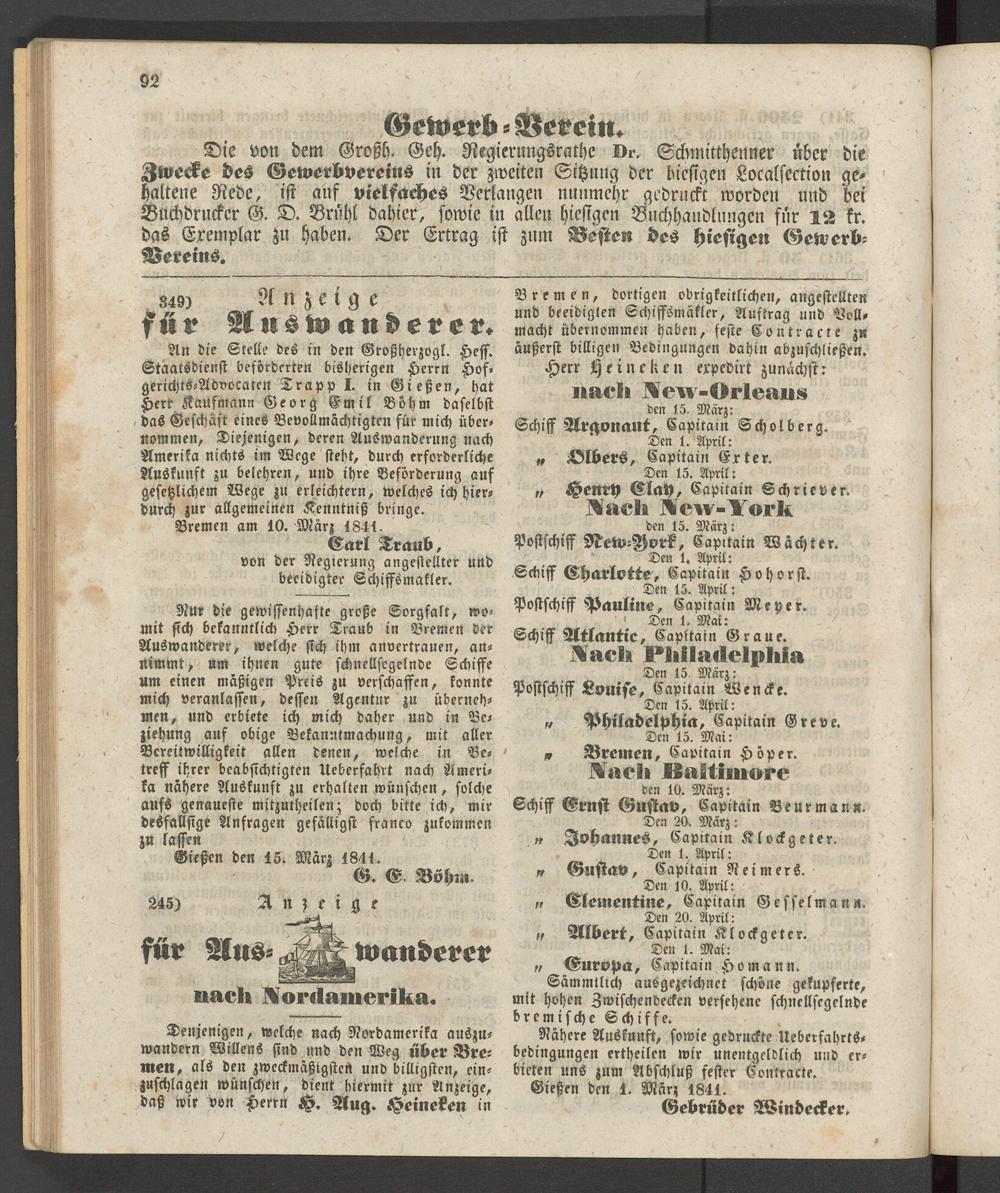 92
Gewerb-Verein.
Die von dem Großh. Geh. Regierungsrathe Dr. Schmitthenner über die
Zwecke des Gewerbvereins in der zweiten Sitzung der hiesigen Localsection ge-
haltene Rede, ist auf vielfaches Verlangen nunmehr gedruckt worden und bei
Buchdrucker G. D. Brühl dahier, sowie in allen hiesigen Buchhandlungen für 12 kr.
das Exemplar zu haben. Der Ertrag ist zum Besten des hiesigen Gewerb-
Vereins.
349) Anzeige
für Auswanderer.
An die Stelle des in den Großherzogl. Hess.
Staatsdienst beförderten bisherigen Herrn Hof-
gerichts-Advocaten Trapp I. in Gießen, hat
Herr Kaufmann Georg Emil Böhm daselbst
das Geschäft eines Bevollmächtigten für mich über-
nommen, Diejenigen, deren Auswanderung nach
Amerika nichts im Wege steht, durch erforderliche
Auskunft zu belehren, und ihre Beförderung auf
gesetzlichem Wege zu erleichtern, welches ich hier-
durch zur allgemeinen Kenntniß bringe.
Bremen am 10. März 1841.
Carl Traub,
von der Regierung angestellter und
beeidigter Schiffsmakler.
Nur die gewissenhafte große Sorgfalt, wo-
mit sich bekanntlich Herr Traub in Bremen der
Auswanderer, welche sich ihm anvertrauen, an-
nimmt, um ihnen gute schnellsegelnde Schiffe
um einen mäßigen Preis zu verschaffen, konnte
mich veranlassen, dessen Agentur zu überneh-
men, und erbiete ich mich daher und in Be-
ziehung auf obige Bekanntmachung, mit aller
Bereitwilligkeit allen denen, welche in Be-
treff ihrer beabsichtigten Ueberfahrt nach Ameri-
ka nähere Auskunft zu erhalten wünschen, solche
aufs genaueste mitzutheilen; doch bitte ich, mir
desfallsige Anfragen gefälligst franco zukommen
zu lassen
Gießen den 15. März 1841.
G. E. Böhm.
245) Anzeige
für Aus- wanderer
nach Nordamerika.
Denjenigen, welche nach Nordamerika auszu-
wandern Willens sind und den Weg über Bre-
men, als den zweckmäßigsten und billigsten, ein-
zuschlagen wünschen, dient hiermit zur Anzeige,
daß wir von Herrn H. Aug. Heineken in
Bremen, dortigen obrigkeitlichen, angestellten
und beeidigten Schiffsmäkler, Auftrag und Voll-
macht übernommen haben, feste Contracte zu
äußerst billigen Bedingungen dahin abzuschließen.
Herr Heineken expedirt zunächst:
nach New-Orleans
den 15. März:
Schiff Argonaut, Capitain Scholberg.
Den 1. April:
„ Olbers, Capitain Exter.
Den 15. April:
„ Henry Clay, Capitain Schriever.
Nach New-York
den 15. März:
Postschiff New-York, Capitain Wächter.
Den 1. April:
Schiff Charlotte, Capitain Hohorst.
Den 15. April:
Postschiff Pauline, Capitain Meyer.
Den 1. Mai:
Schiff Atlantic, Capitain Graue.
Nach Philadelphia
Den 15. März:
Postschiff Louise, Capitain Wencke.
Den 15. April:
„ Philadelphia, Capitain Greve.
Den 15. Mai:
„ Bremen, Capitain Höper.
Nach Baltimore
den 10. März:
Schiff Ernst Gustav, Capitain Beurmann.
Den 20. März:
„ Johannes, Capitain Klockgeter.
Den 1. April:
„ Gustav, Capitain Reimers.
Den 10. April:
„ Clementine, Capitain Gesselmann.
Den 20. April:
„ Albert, Capitain Klockgeter.
Den 1. Mai:
„ Europa, Capitain Homann.
Sämmtlich ausgezeichnet schöne gekupferte,
mit hohen Zwischendecken versehene schnellsegelnde
bremische Schiffe.
Nähere Auskunft, sowie gedruckte Ueberfahrts-
bedingungen ertheilen wir unentgeldlich und er-
bieten uns zum Abschluß fester Contracte.
Gießen den 1. März 1841.
Gebrüder Windecker.